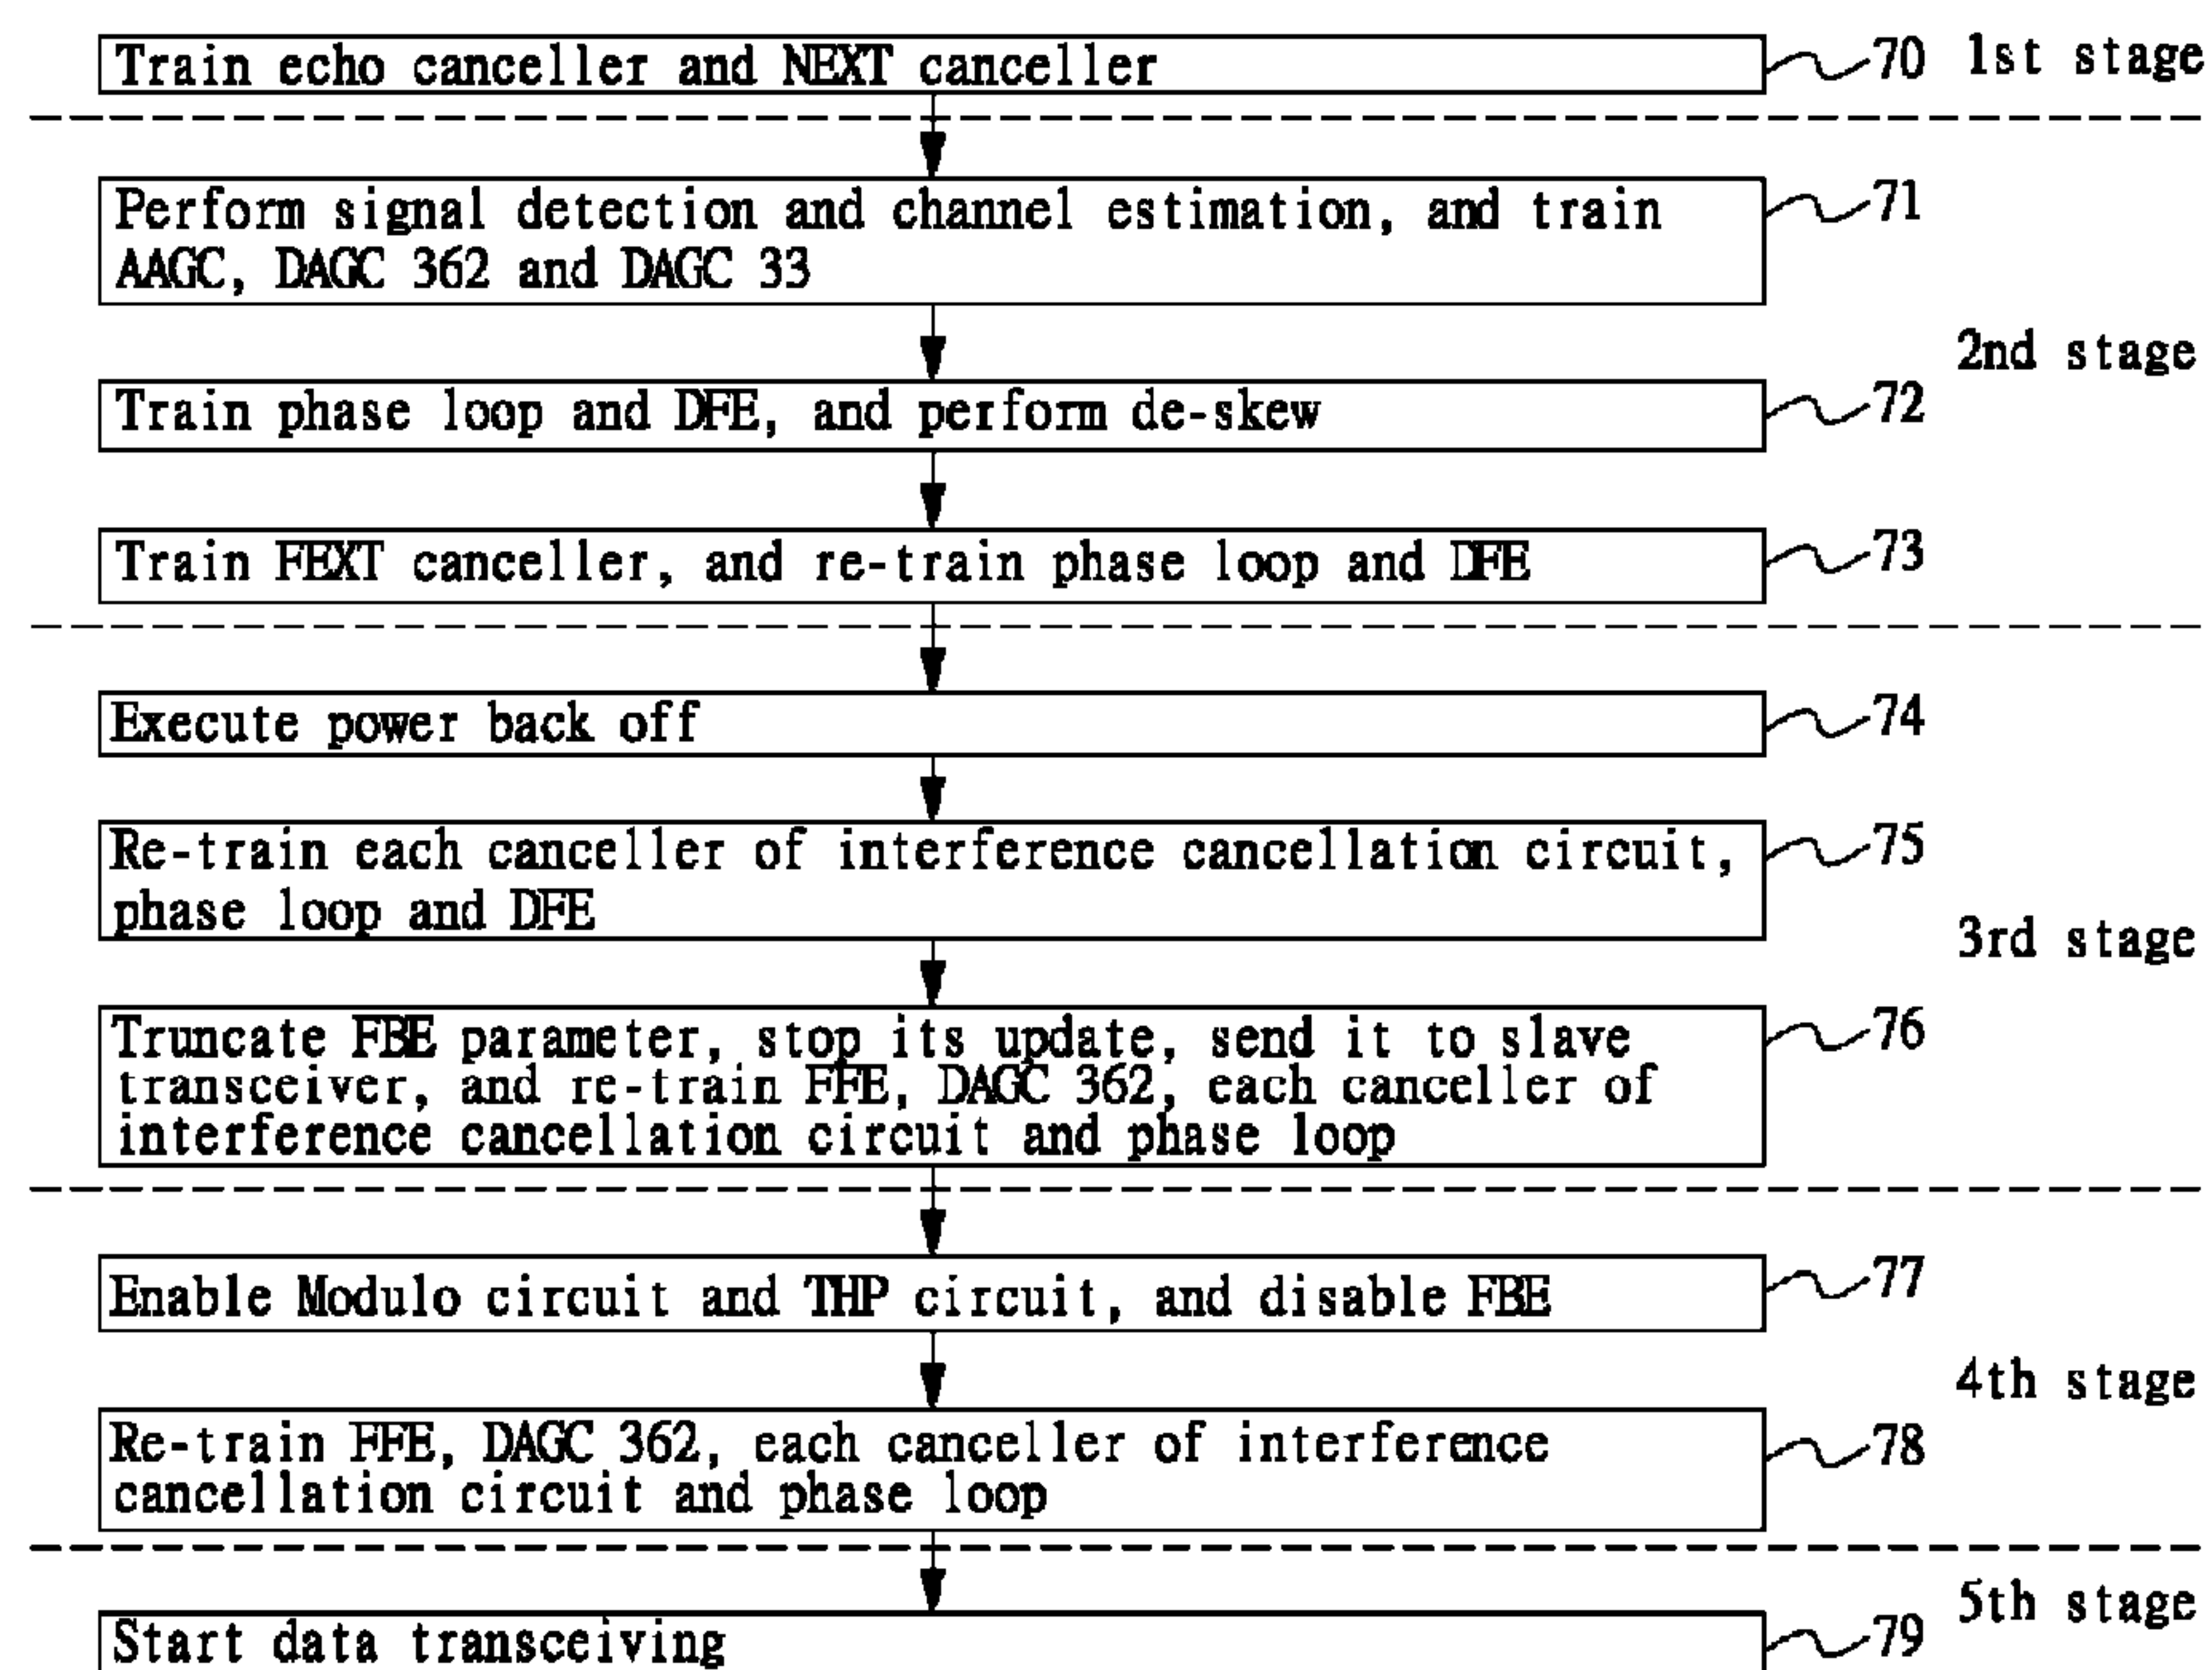 Train echo canceller and NEXT canceller
70 1st stage
Perform signal detection and channel estimation, and train
AAGC, DAGC 362 and DAGC 33
71
2nd stage
Train phase loop and DFE, and perform de-skew
72
Train FEXT canceller, and re-train phase loop and DFE
73
Execute power back off
74
Re-train each canceller of interference cancellation circuit,
phase loop and DFE
75
3rd stage
Truncate FBE parameter, stop its update, send it to slave
transceiver, and re-train FFE, DAGC 362, each canceller of
interference cancellation circuit and phase loop
76
Enable Modulo circuit and THP circuit, and disable FBE
77
4th stage
Re-train FFE, DAGC 362, each canceller of interference
cancellation circuit and phase loop
78
5th stage
Start data transceiving
79